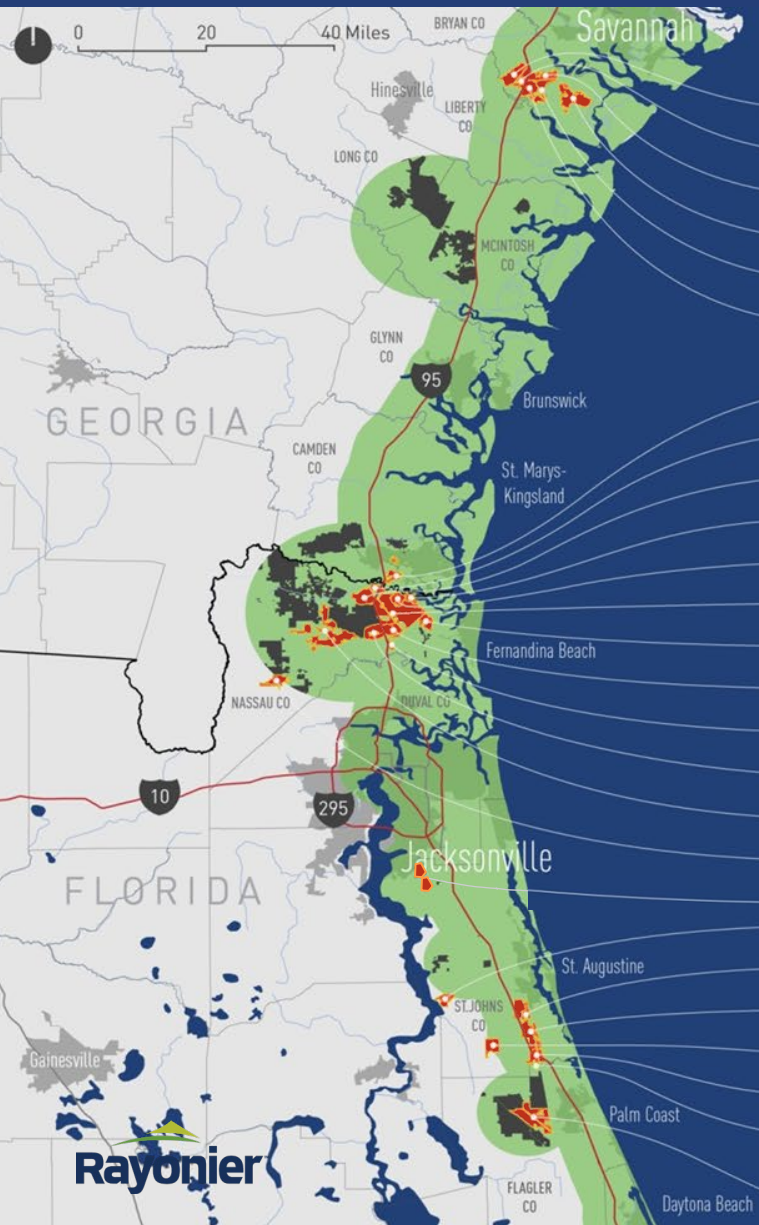 0 20 40 Miles
BRYAN CO
Savannah
Hinesville
LIBERTY
CO
LONG CO
MCINTOSH
CO
GLYNN
CO
95
Brunswick
GEORGIA
CAMDEN
CO
St. Marys-
Kingsland
Fernandina Beach
NASSAU CO
DUVAL CO
10
295
Jacksonville
FLORIDA
St. Augustine
ST.JOHNS
CO
Gainesville
Palm Coast
Rayonier
FLAGLER
CO
Daytona Beach